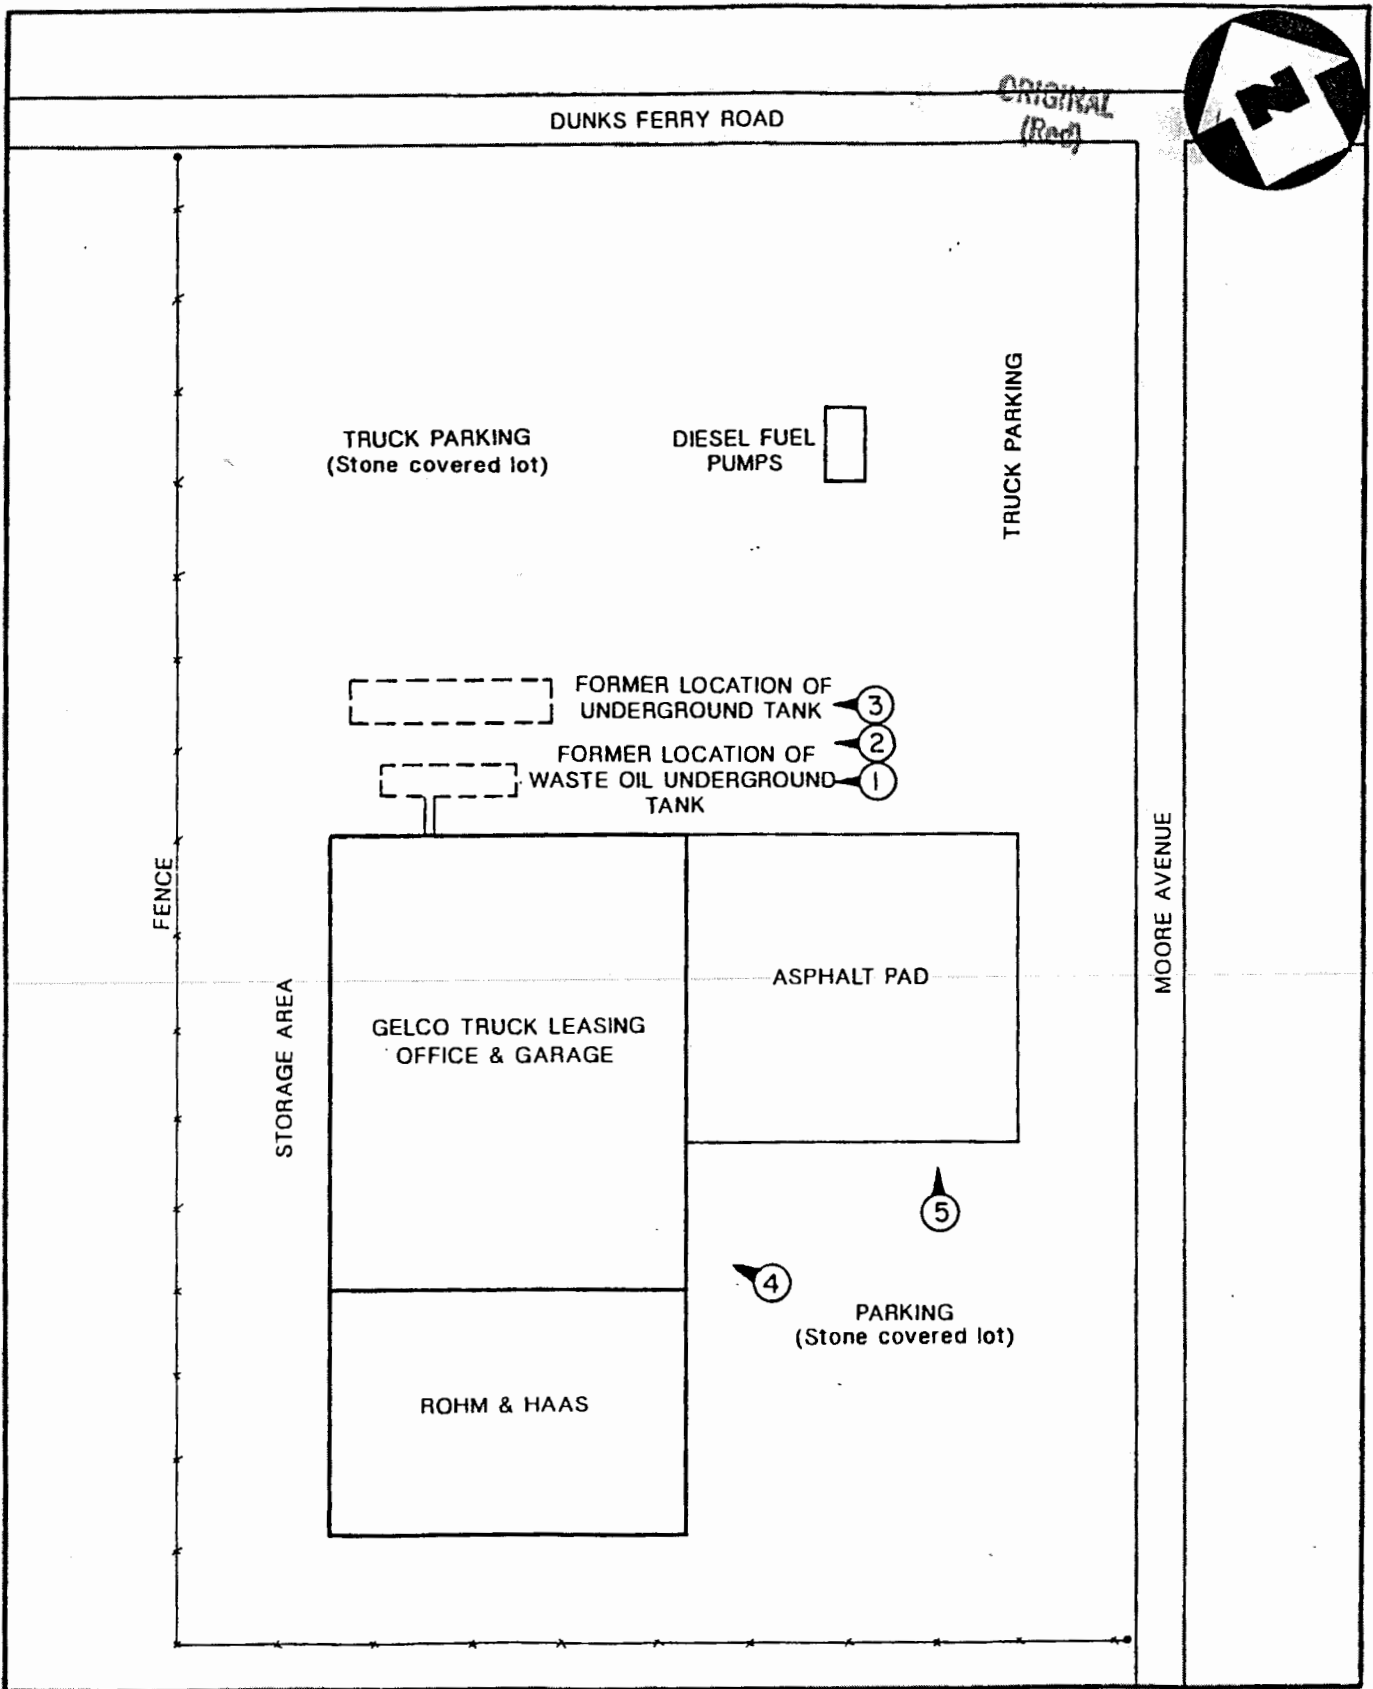 ORIGINAL
(Red)
N
DUNKS FERRY ROAD
TRUCK PARKING
(Stone covered lot)
DIESEL FUEL
PUMPS
TRUCK PARKING
FORMER LOCATION OF
UNDERGROUND TANK
3
2
FORMER LOCATION OF
WASTE OIL UNDERGROUND
TANK
1
FENCE
STORAGE AREA
GELCO TRUCK LEASING
OFFICE & GARAGE
ASPHALT PAD
MOORE AVENUE
5
4
PARKING
(Stone covered lot)
ROHM & HAAS